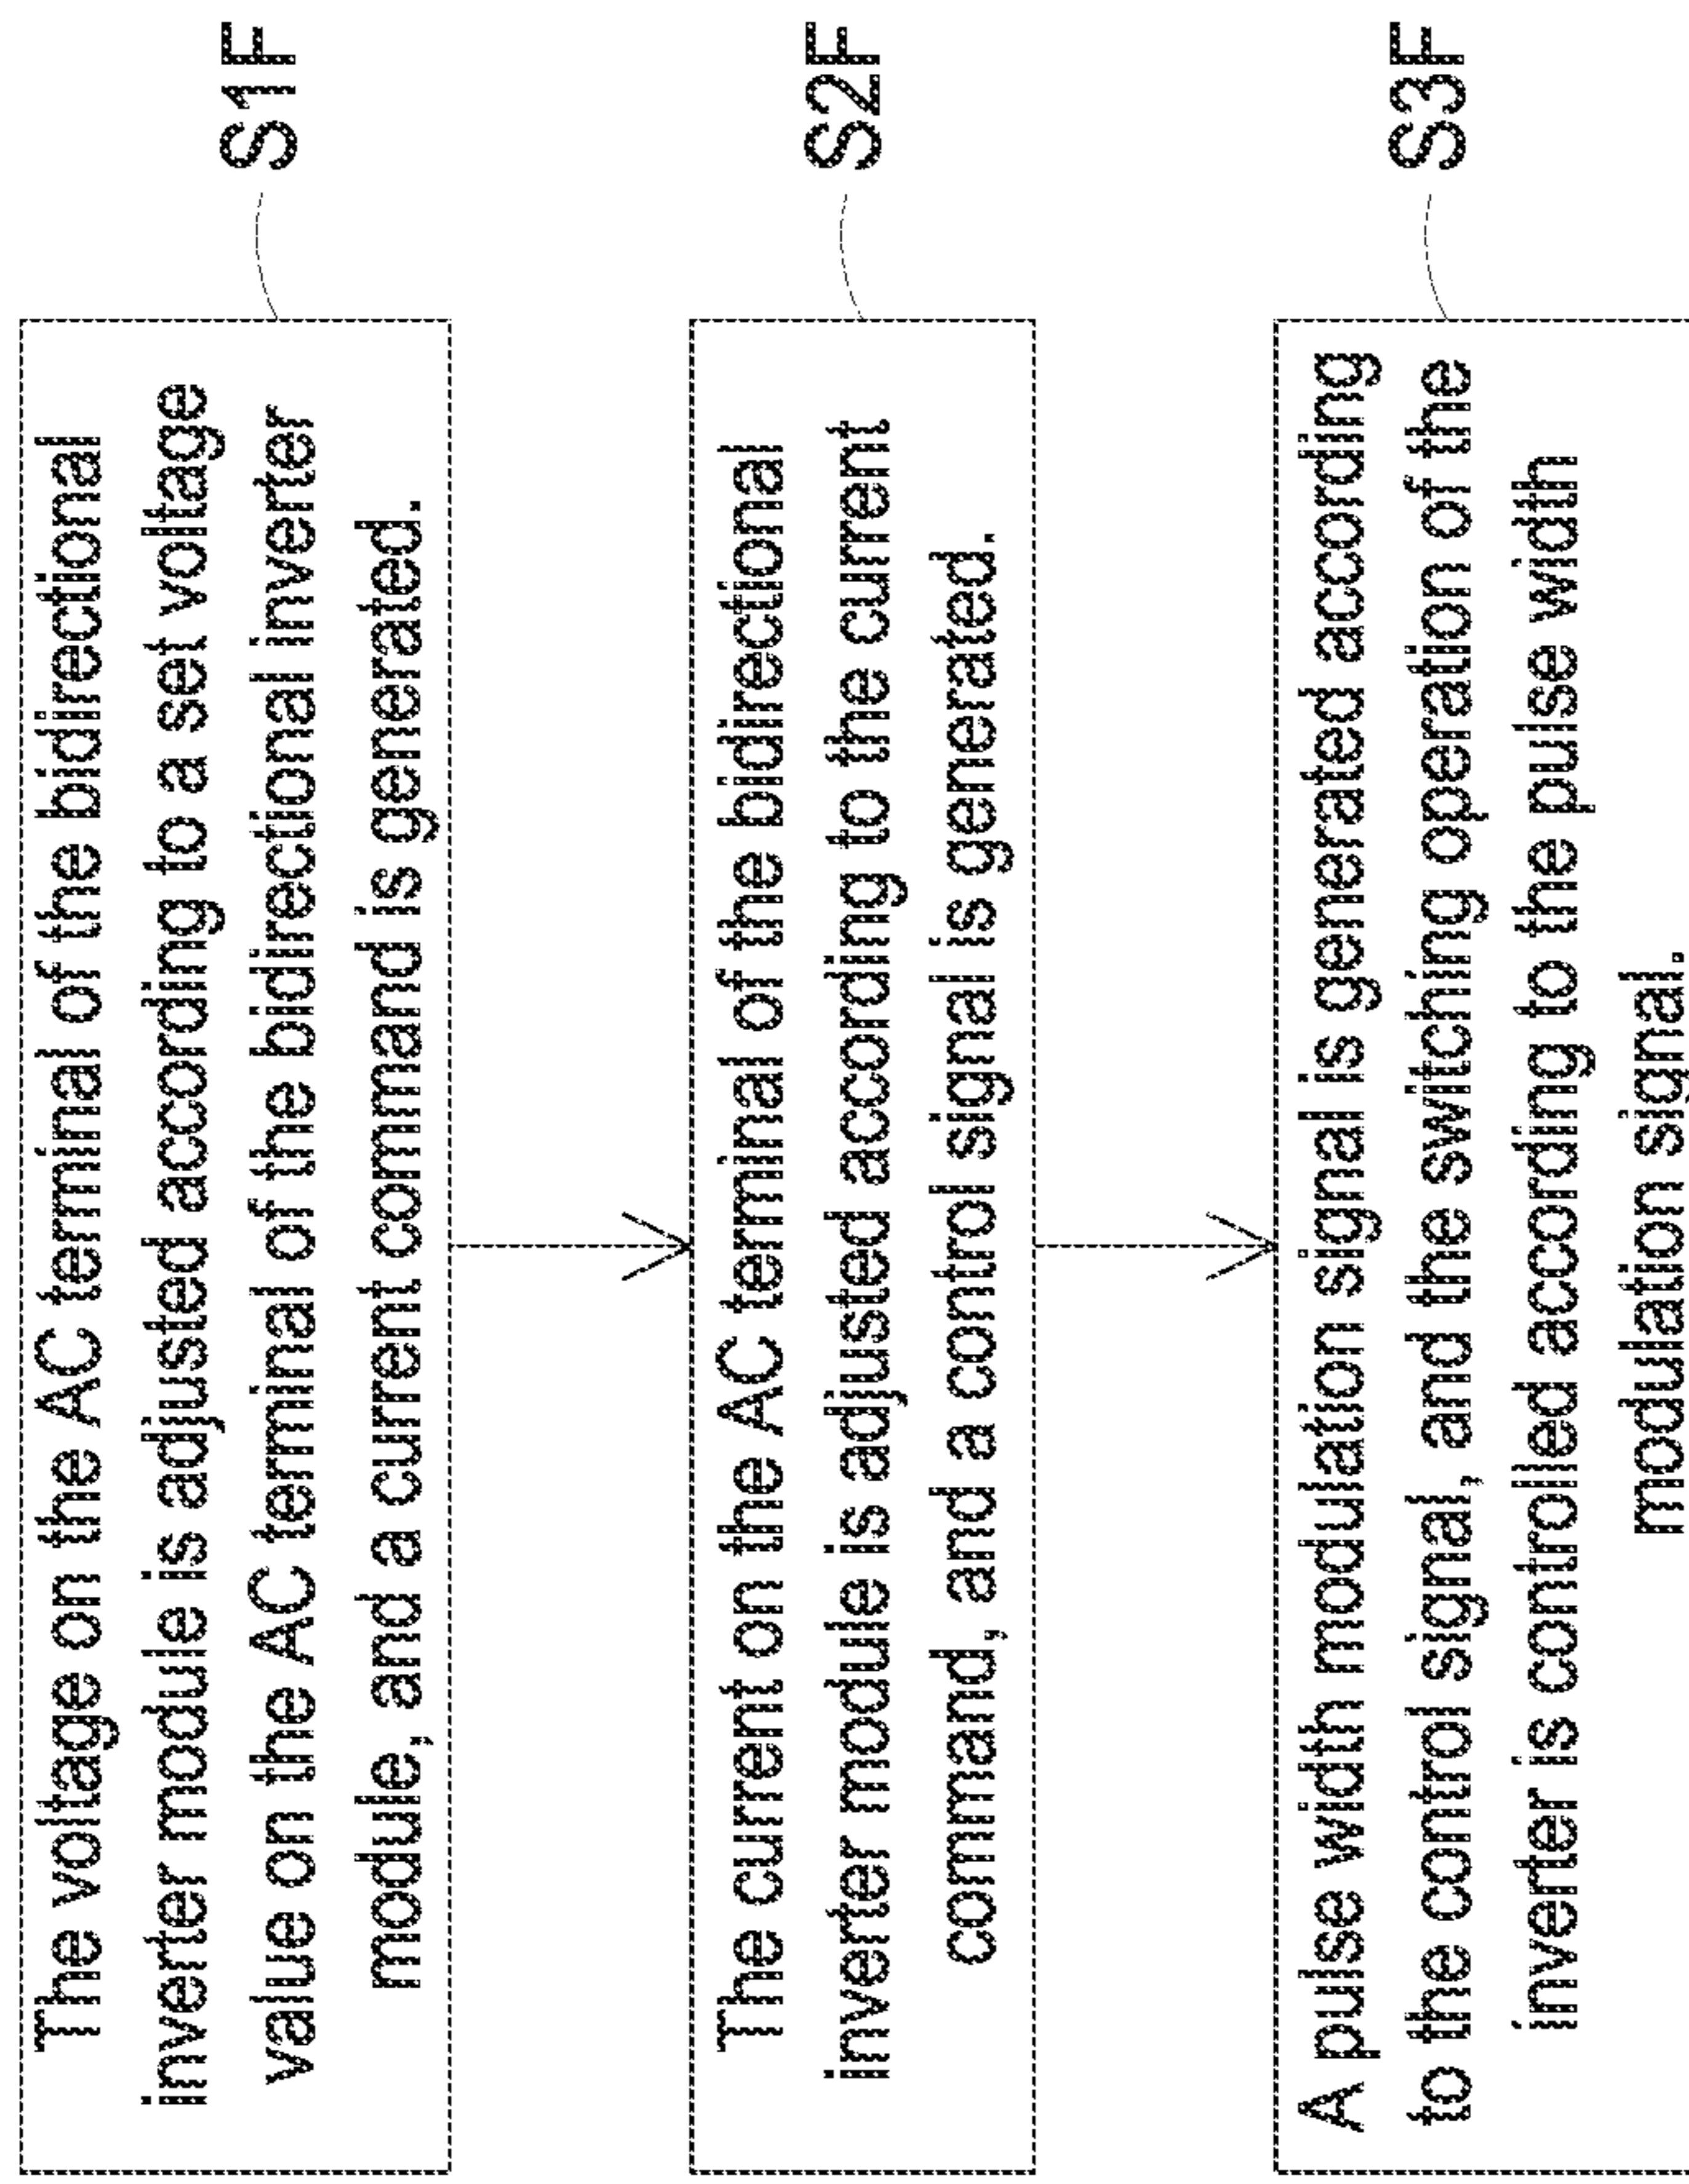 The voltage on the AC terminal of the bidirectional
inverter module is adjusted according to a set voltage
value on the AC terminal of the bidirectional inverter
module, and a current command is generated.
S1F
The current on the AC terminal of the bidirectional
inverter module is adjusted according to the current
command, and a control signal is generated.
S2F
A pulse width modulation signal is generated according
to the control signal, and the switching operation of the
inverter is controlled according to the pulse width
modulation signal.
S3F